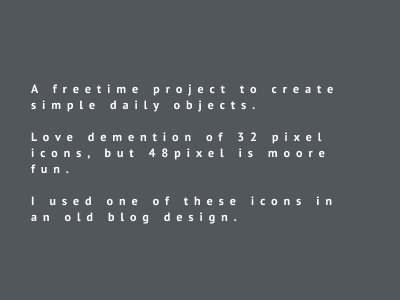 A freetime project to create
simple daily objects.
Love demention of 32 pixel
icons, but 48pixel is moore
fun.
I used one of these icons in
an old blog design.